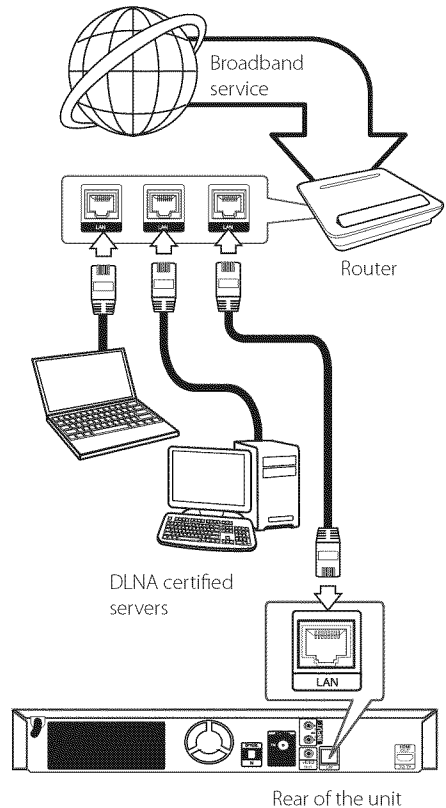 Broadband
service
LAN
LAN
LAN
Router
DLNA certified
servers
LAN
Rear of the unit